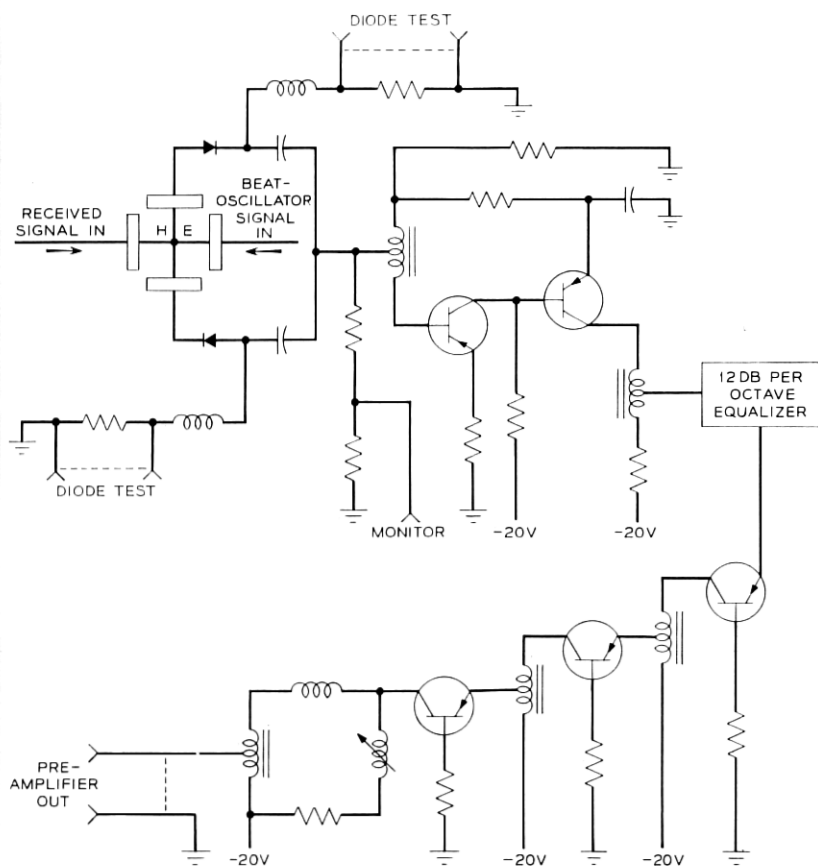 DIODE TEST
RECEIVED
SIGNAL IN
H E
BEAT-
OSCILLATOR
SIGNAL
IN
12 DB PER
OCTAVE
EQUALIZER
DIODE TEST
MONITOR
-20V
-20V
PRE-
AMPLIFIER
OUT
-20V
-20V
-20V